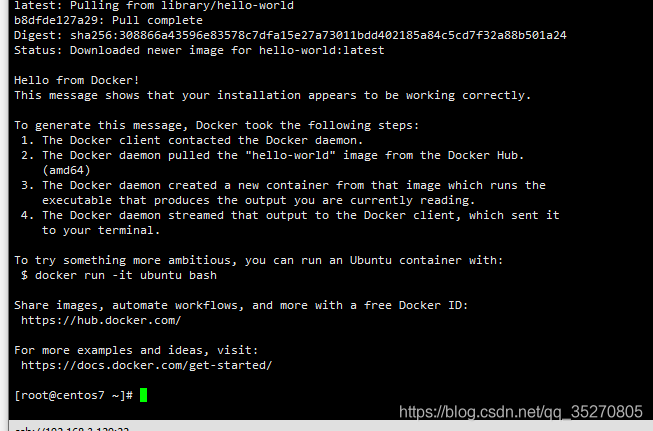 latest: Pulling from library/hello-world
b8dfde127a29: Pull complete
Digest: sha256:308866a43596e83578c7dfa15e27a73011bdd402185a84c5cd7f32a88b501a24
Status: Downloaded newer image for hello-world:latest
Hello from Docker!
This message shows that your installation appears to be working correctly.
To generate this message, Docker took the following steps:
1. The Docker client contacted the Docker daemon.
2. The Docker daemon pulled the "hello-world" image from the Docker Hub.
(amd64)
3. The Docker daemon created a new container from that image which runs the
executable that produces the output you are currently reading.
4. The Docker daemon streamed that output to the Docker client, which sent it
to your terminal.
To try something more ambitious, you can run an Ubuntu container with:
$ docker run -it ubuntu bash
Share images, automate workflows, and more with a free Docker ID:
https://hub.docker.com/
For more examples and ideas, visit:
https://docs.docker.com/get-started/
[root@centos7 ~]#
https://blog.csdn.net/qq_35270805